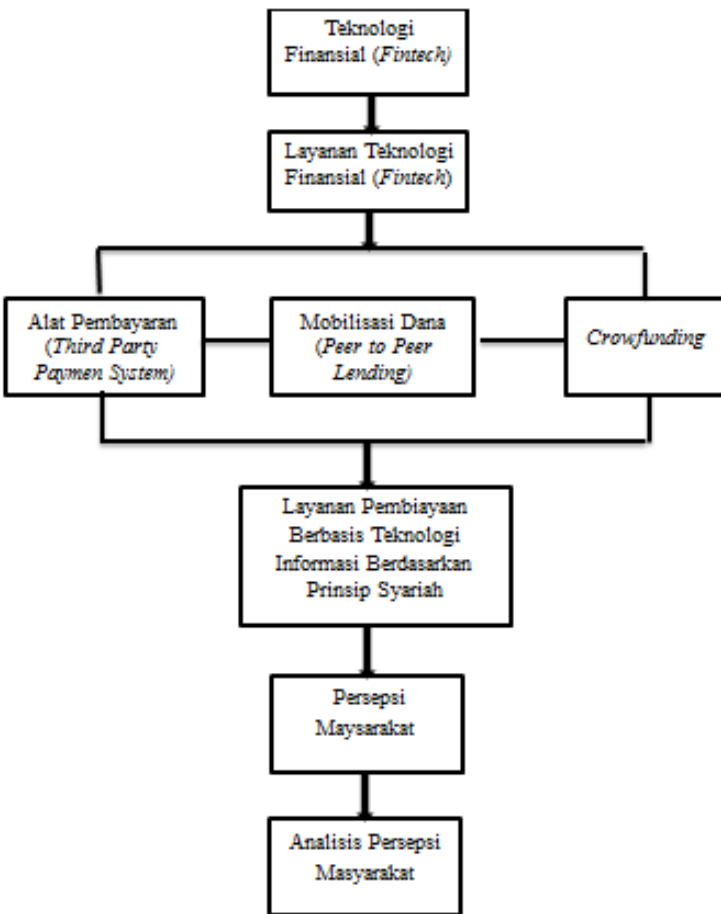 Teknologi
Finansial (Fintech)
Layanan Teknologi
Finansial (Fintech)
Alat Pembayaran
(Third Party
Paymen System)
Mobilisasi Dana
(Peer to Peer
Lending)
Crowfunding
Layanan Pembiayaan
Berbasis Teknologi
Informasi Berdasarkan
Prinsip Syariah
Persepsi
Maysarakat
Analisis Persepsi
Masyarakat